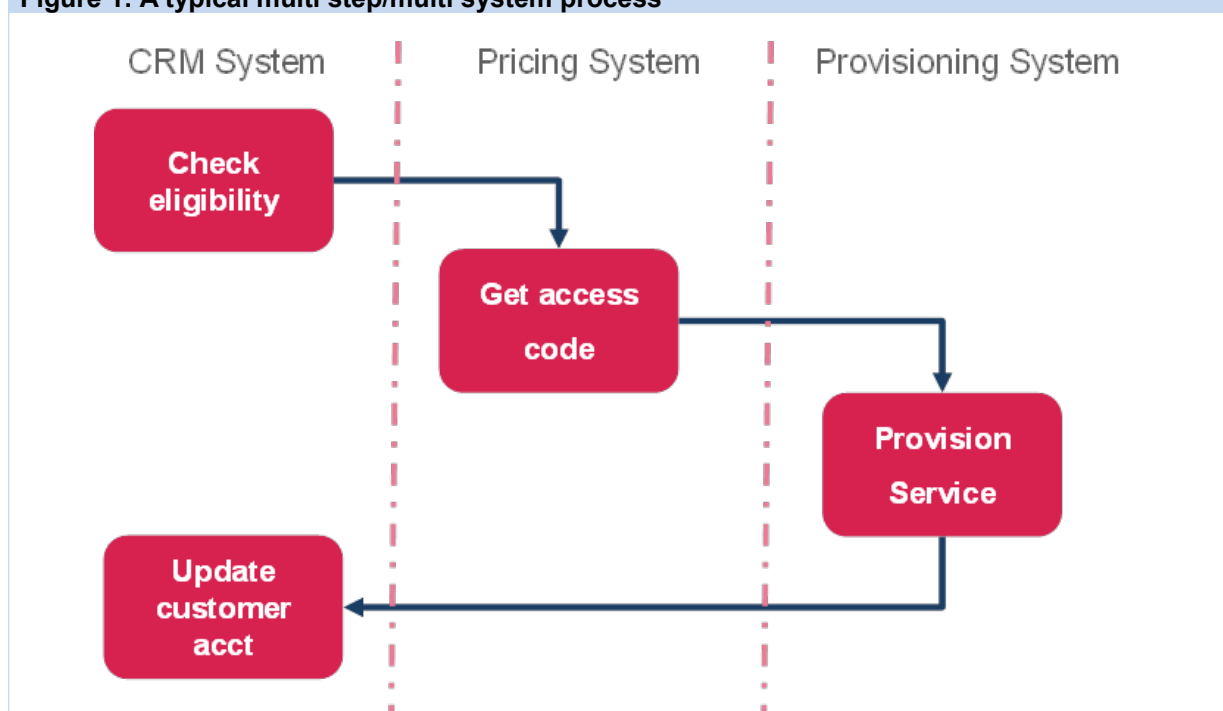 Figure 1: A typical multi step/multi system process
CRM System
Pricing System
Provisioning System
Check
eligibility
Get access
code
Provision
Service
Update
customer
acct